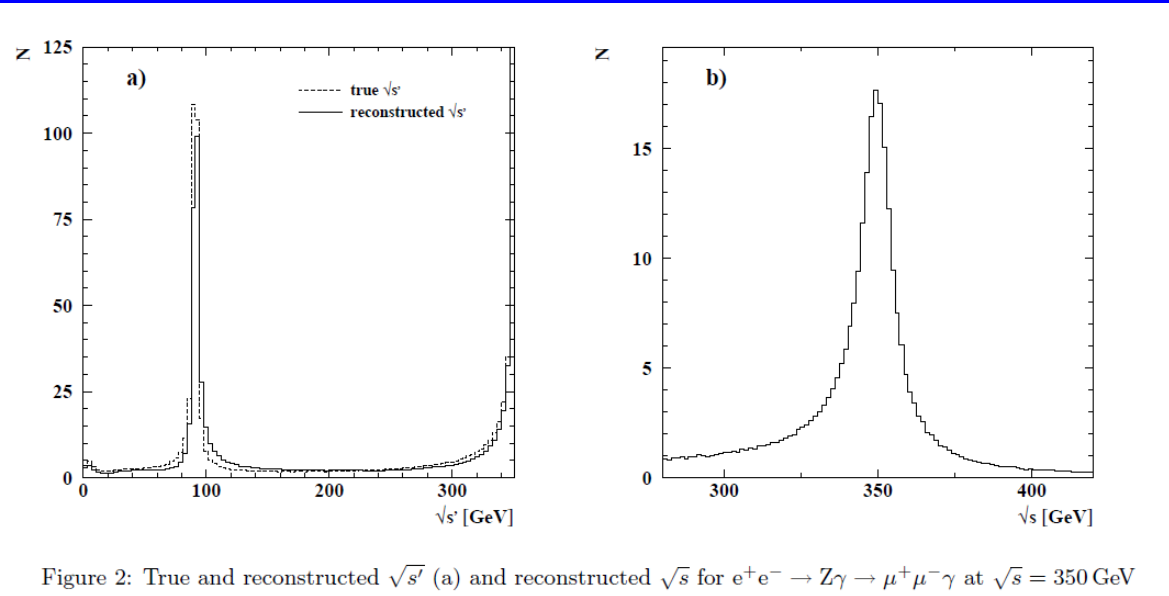 N
125
100
75
50
25
0
a)
true √s’
reconstructed √s’
0
100
200
300
√s’ [GeV]
N
15
10
5
0
b)
300
350
400
√s [GeV]
Figure 2: True and reconstructed √s′ (a) and reconstructed √s for e⁺e⁻ → Zγ → μ⁺μ⁻γ at √s = 350 GeV